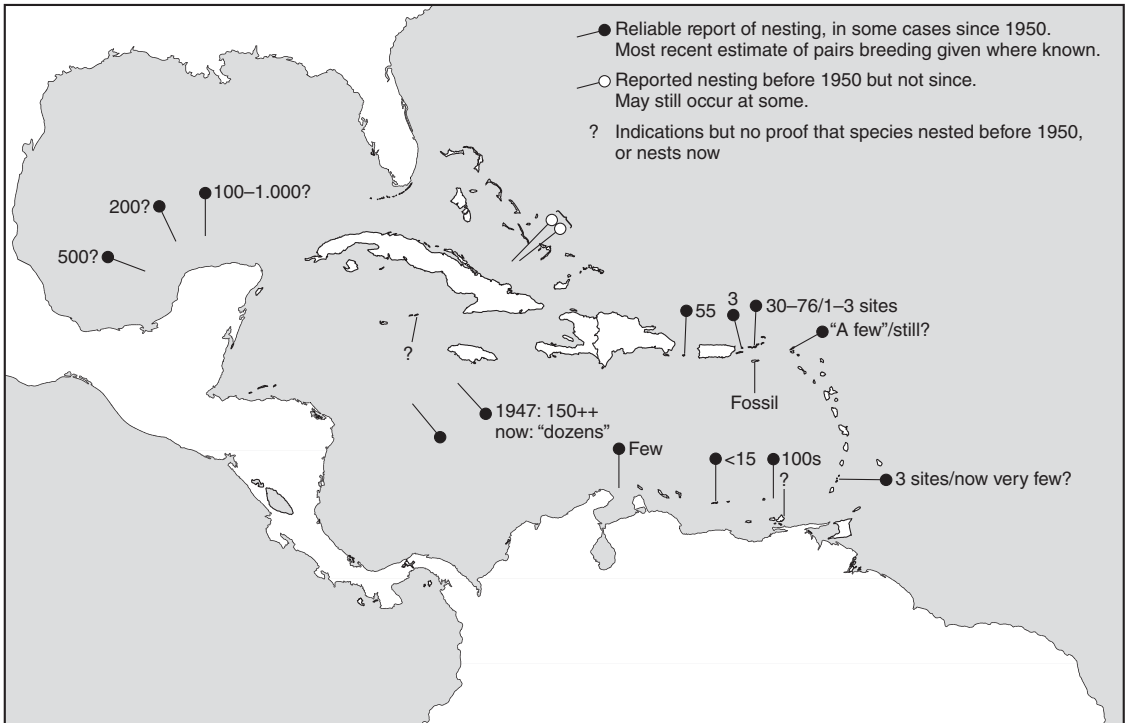 Reliable report of nesting, in some cases since 1950.
Most recent estimate of pairs breeding given where known.
Reported nesting before 1950 but not since.
May still occur at some.
? Indications but no proof that species nested before 1950,
or nests now
100–1.000?
200?
500?
55
3
30–76/1–3 sites
“A few”/still?
?
Fossil
1947: 150++
now: “dozens”
Few
<15
100s
?
3 sites/now very few?